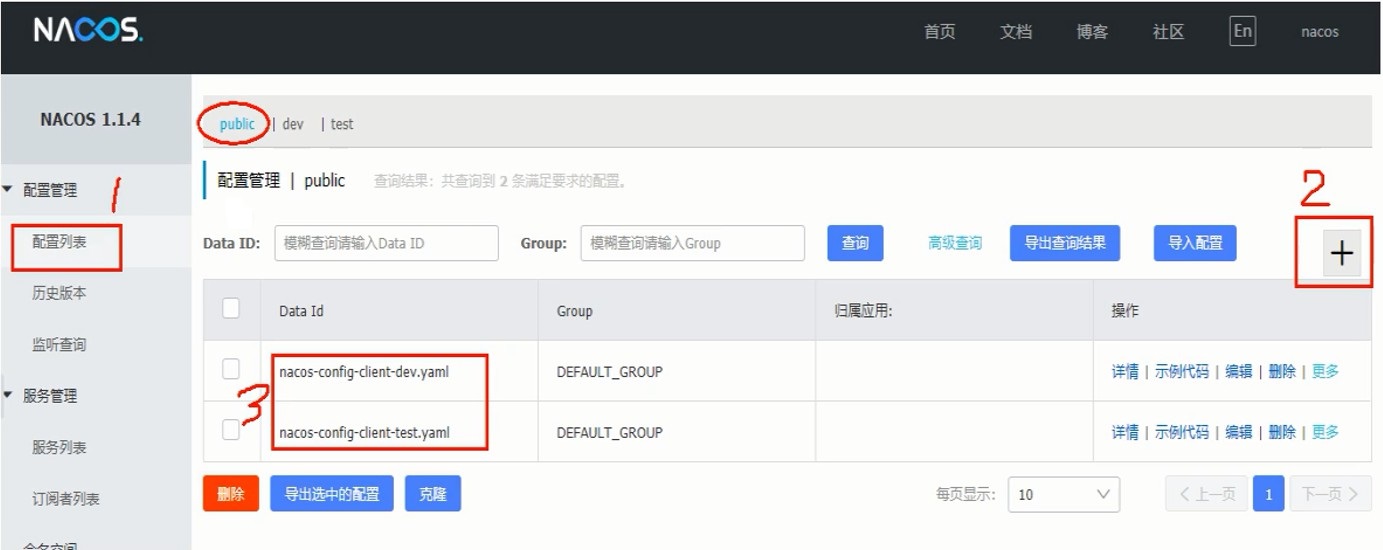 NACOS.
首页 文档 博客 社区 En nacos
NACOS 1.1.4
public | dev | test
配置管理 1
配置管理 | public 查询结果：共查询到 2 条满足要求的配置。
2
配置列表
Data ID: 模糊查询请输入Data ID Group: 模糊查询请输入Group 查询 高级查询 导出查询结果 导入配置 +
历史版本
Data Id Group 归属应用: 操作
监听查询
nacos-config-client-dev.yaml DEFAULT_GROUP 详情 | 示例代码 | 编辑 | 删除 | 更多
服务管理
3
nacos-config-client-test.yaml DEFAULT_GROUP 详情 | 示例代码 | 编辑 | 删除 | 更多
服务列表
订阅者列表
删除 导出选中的配置 克隆 每页显示: 10 < 上一页 1 下一页 >
命名空间